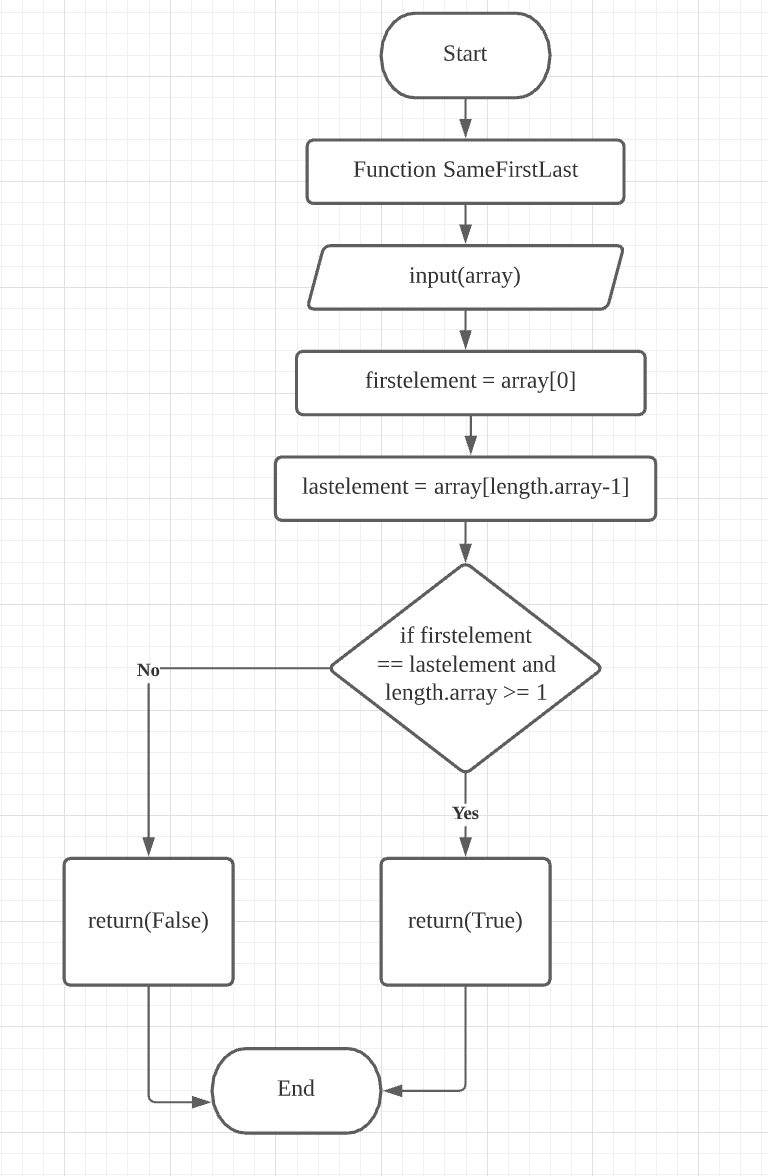 Start
Function SameFirstLast
input(array)
firstelement = array[0]
lastelement = array[length.array-1]
if firstelement
== lastelement and
length.array >= 1
No
Yes
return(False)
return(True)
End